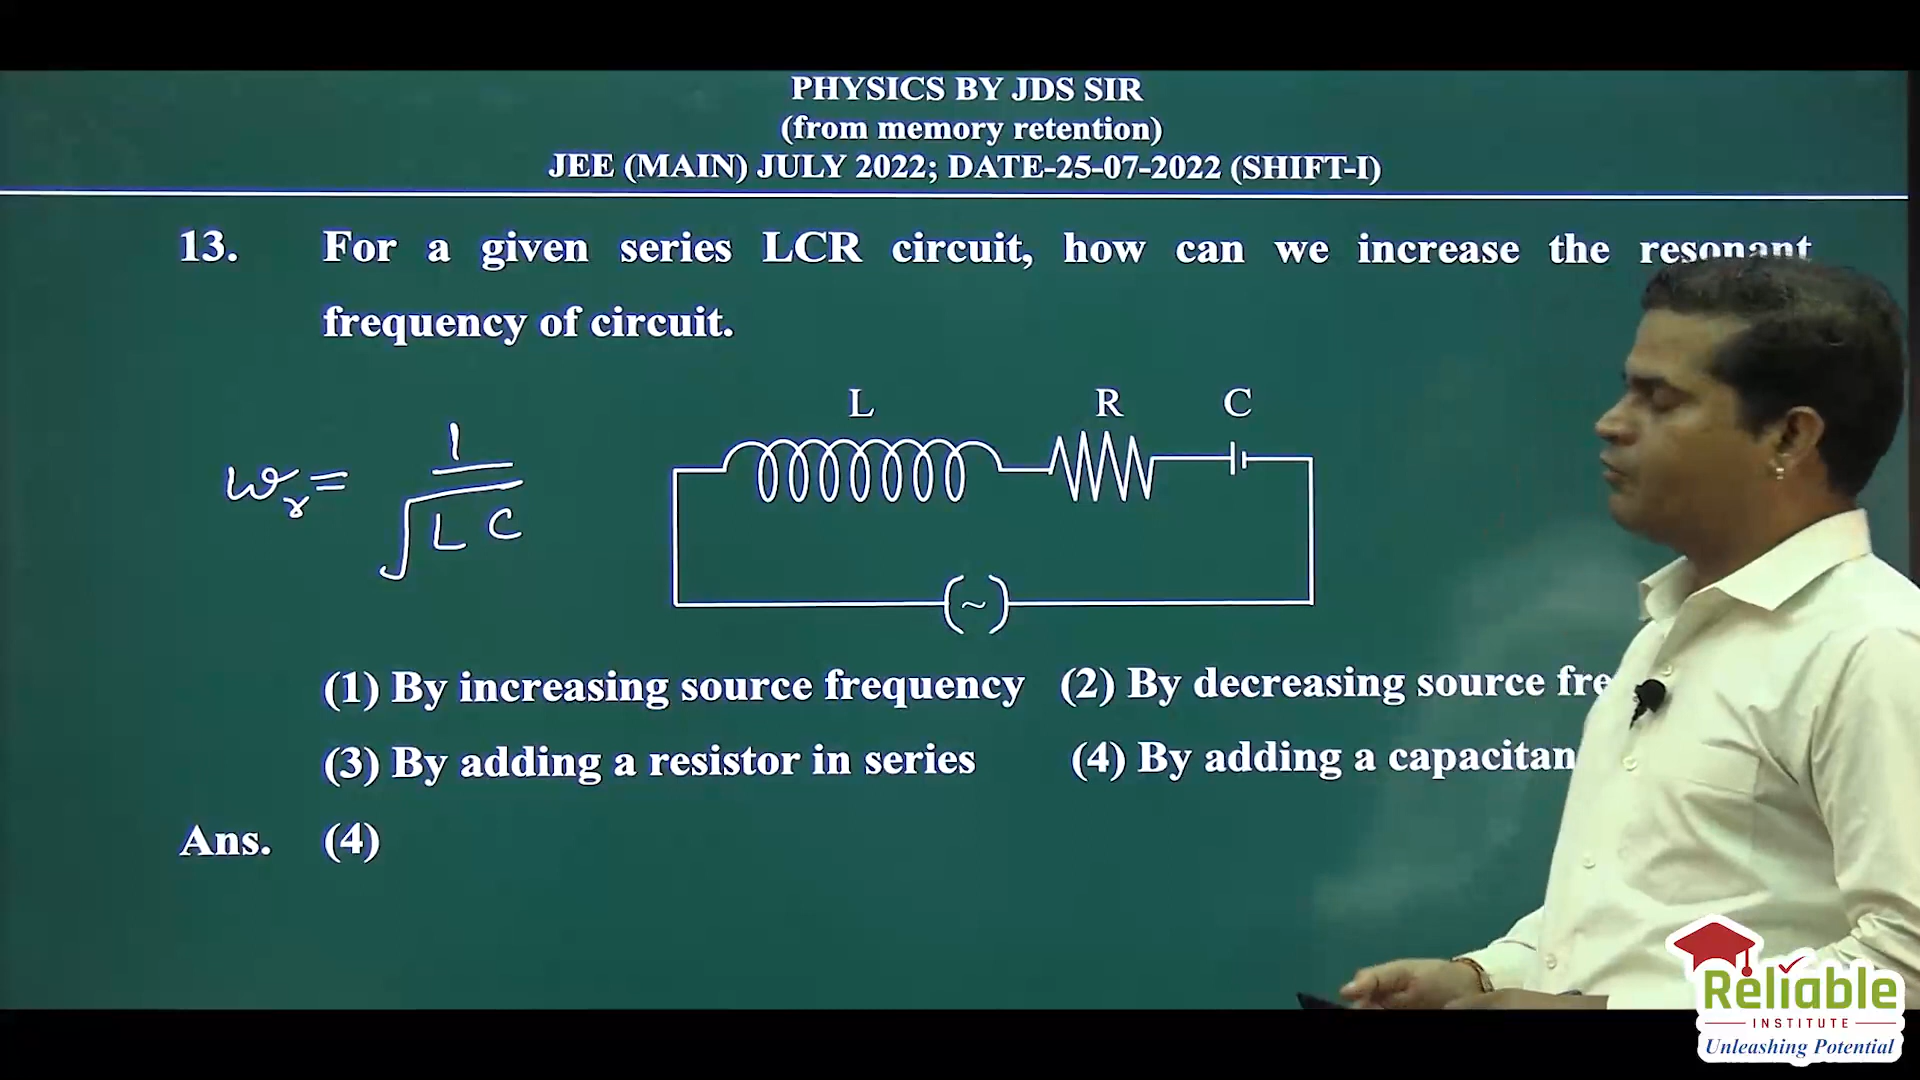 PHYSICS BY JDS SIR
(from memory retention)
JEE (MAIN) JULY 2022; DATE-25-07-2022 (SHIFT-I)
13. For a given series LCR circuit, how can we increase the resonant
frequency of circuit.
L R C
ωr = 1
√LC
~
(1) By increasing source frequency (2) By decreasing source
(3) By adding a resistor in series (4) By adding a
Ans. (4)
Reliable
INSTITUTE
Unleashing Potential